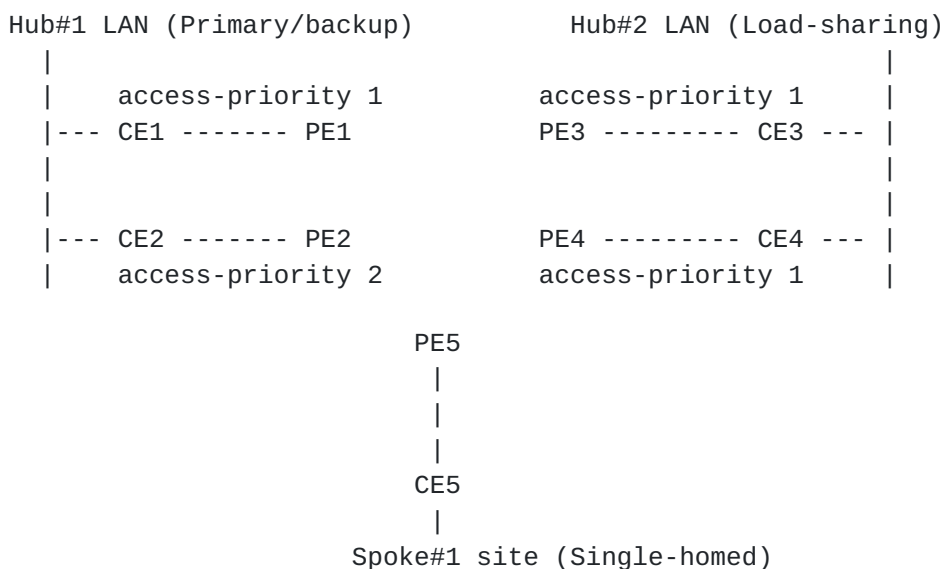 Hub#1 LAN (Primary/backup)          Hub#2 LAN (Load-sharing)
  |                                                     |
  |    access-priority 1          access-priority 1     |
  |--- CE1 ------- PE1            PE3 --------- CE3 --- |
  |                                                     |
  |                                                     |
  |--- CE2 ------- PE2            PE4 --------- CE4 --- |
  |    access-priority 2          access-priority 1     |
                          PE5
                           |
                           |
                           |
                          CE5
                           |
                      Spoke#1 site (Single-homed)